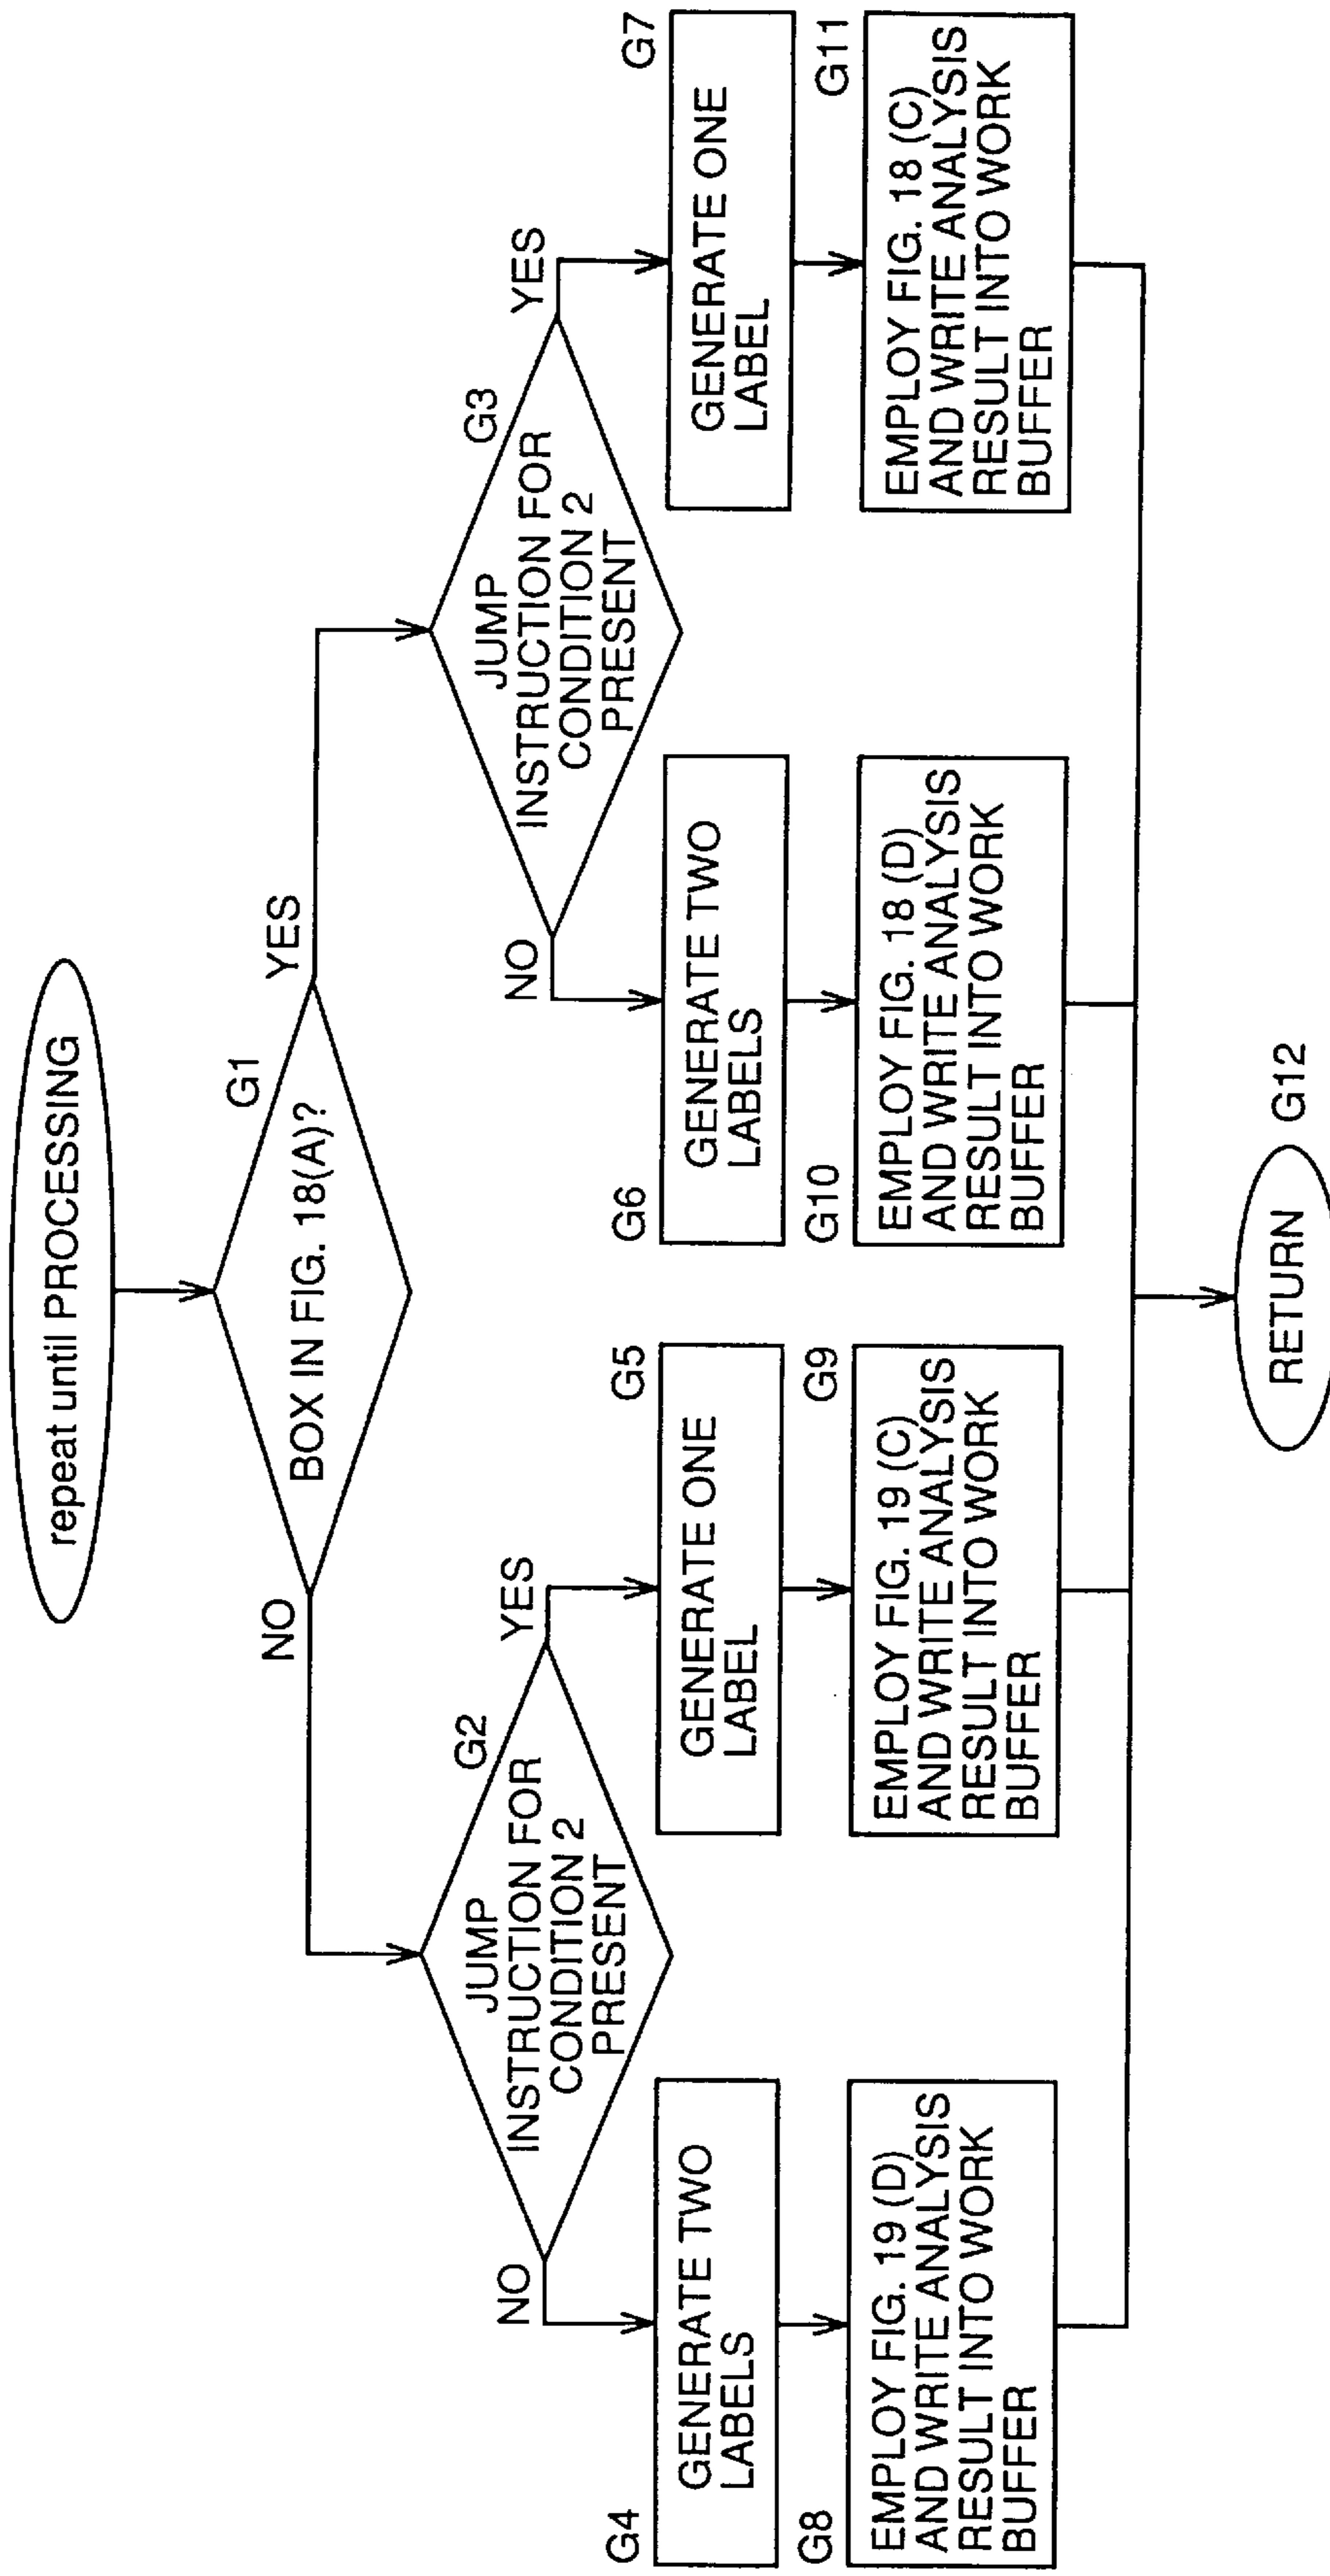 repeat until PROCESSING
G1
BOX IN FIG. 18(A)?
NO
YES
G2
JUMP
INSTRUCTION FOR
CONDITION 2
PRESENT
NO
YES
G3
JUMP
INSTRUCTION FOR
CONDITION 2
PRESENT
NO
YES
G4
GENERATE TWO
LABELS
G5
GENERATE ONE
LABEL
G6
GENERATE TWO
LABELS
G7
GENERATE ONE
LABEL
G8
EMPLOY FIG. 19 (D)
AND WRITE ANALYSIS
RESULT INTO WORK
BUFFER
G9
EMPLOY FIG. 19 (C)
AND WRITE ANALYSIS
RESULT INTO WORK
BUFFER
G10
EMPLOY FIG. 18 (D)
AND WRITE ANALYSIS
RESULT INTO WORK
BUFFER
G11
EMPLOY FIG. 18 (C)
AND WRITE ANALYSIS
RESULT INTO WORK
BUFFER
RETURN
G12